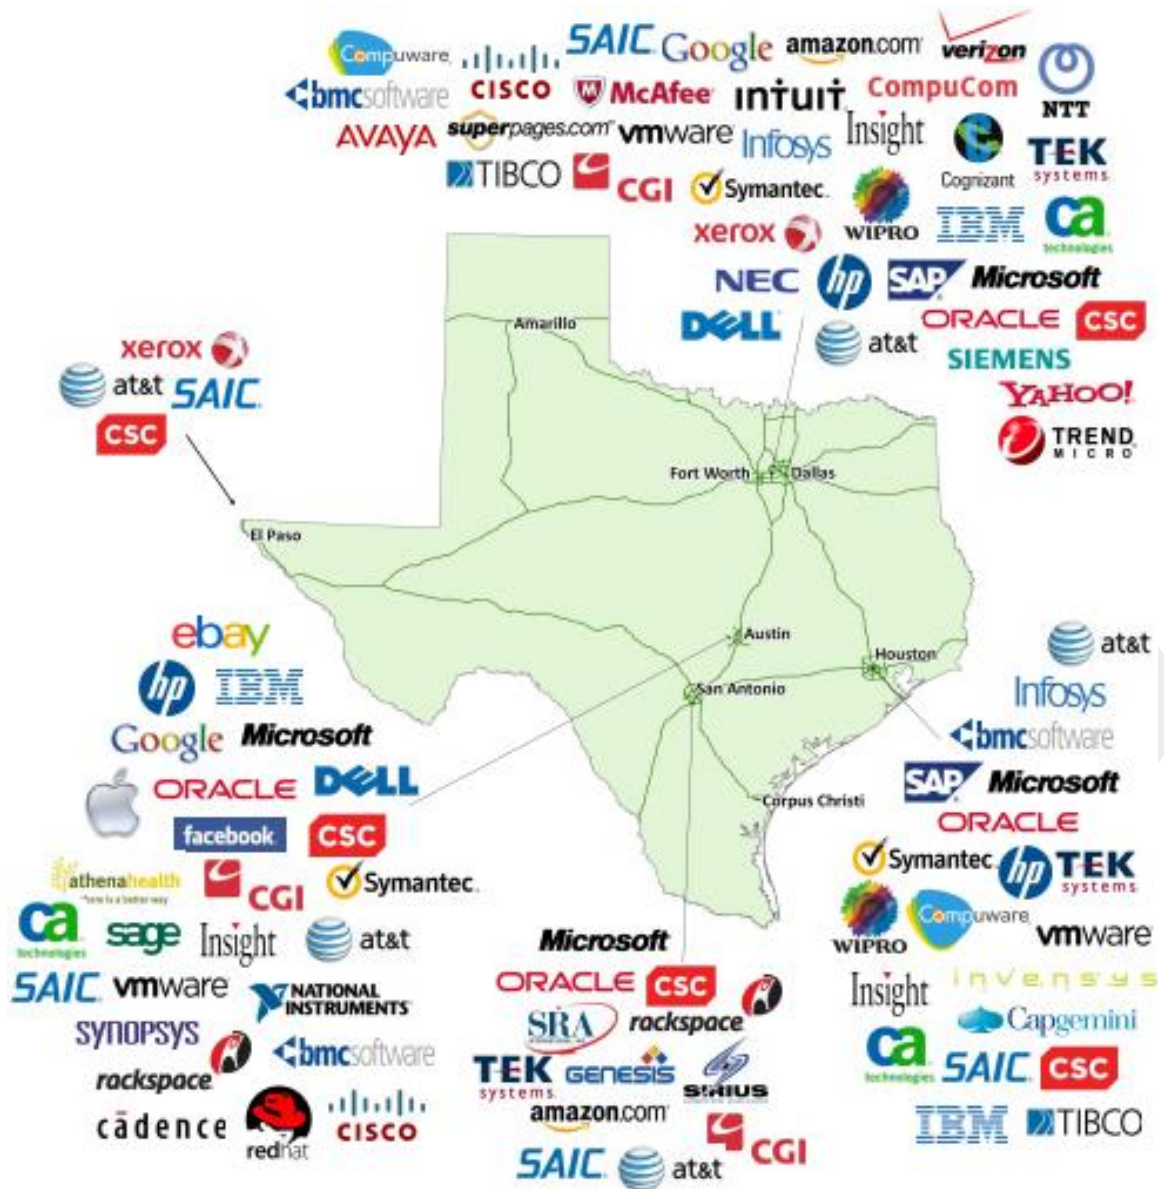 Compuware
CISCO
SAIC
Google
amazon.com
verizon
NTT
bmcsoftware
McAfee
intuit
CompuCom
AVAYA
superpages.com
vmware
Infosys
Insight
Cognizant
TEK
systems
TIBCO
CGI
Symantec
WIPRO
IBM
ca
technologies
xerox
NEC
hp
SAP
Microsoft
DELL
at&t
ORACLE
CSC
SIEMENS
YAHOO!
TREND
MICRO
xerox
at&t
SAIC
CSC
Amarillo
Fort Worth
Dallas
El Paso
Austin
Houston
San Antonio
Corpus Christi
ebay
hp
IBM
Google
Microsoft
ORACLE
DELL
facebook
CSC
athenahealth
CGI
Symantec
ca
technologies
sage
Insight
at&t
SAIC
vmware
NATIONAL
INSTRUMENTS
SYNOPSYS
rackspace
bmcsoftware
cādence
redhat
CISCO
Microsoft
ORACLE
CSC
SRA
rackspace
TEK
systems
GENESIS
SIRIUS
amazon.com
CGI
SAIC
at&t
at&t
Infosys
bmcsoftware
SAP
Microsoft
ORACLE
Symantec
hp
TEK
systems
WIPRO
Compuware
vmware
Insight
invensys
Capgemini
ca
technologies
SAIC
CSC
IBM
TIBCO